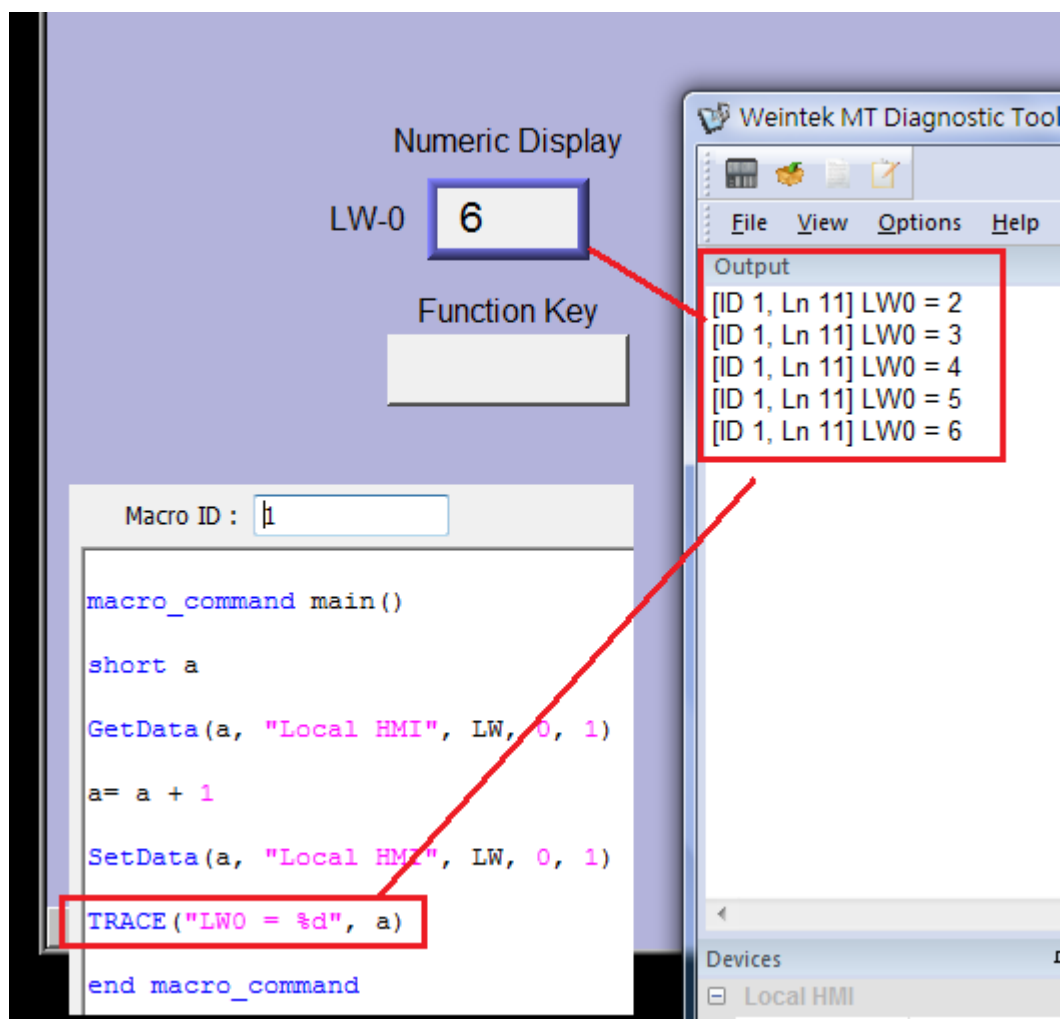 Numeric Display
LW-0 6
Function Key
Macro ID : 1
macro_command main()
short a
GetData(a, "Local HMI", LW, 0, 1)
a= a + 1
SetData(a, "Local HMI", LW, 0, 1)
TRACE("LW0 = %d", a)
end macro_command
Weintek MT Diagnostic Tool
File View Options Help
Output
[ID 1, Ln 11] LW0 = 2
[ID 1, Ln 11] LW0 = 3
[ID 1, Ln 11] LW0 = 4
[ID 1, Ln 11] LW0 = 5
[ID 1, Ln 11] LW0 = 6
Devices
Local HMI